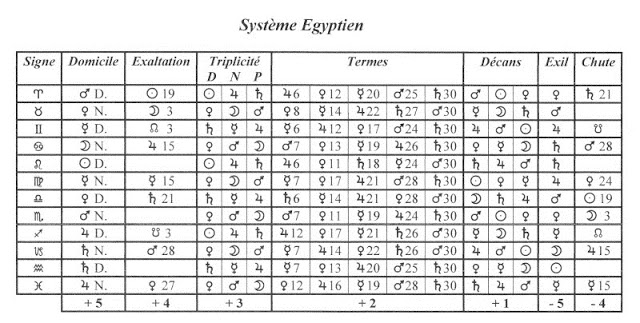 Système Egyptien
Signe Domicile Exaltation Triplicité Termes Décans Exil Chute
D N P
♈ ♂ D. ☉ 19 ☉ ♃ ♄ ♃6 ♀12 ☿20 ♂25 ♄30 ♂ ☉ ♀ ♀ ♄ 21
♉ ♀ N. ☽ 3 ♀ ☽ ♂ ♀8 ☿14 ♃22 ♄27 ♂30 ☿ ☽ ♄ ♂
♊ ☿ D. ☊ 3 ♄ ☿ ♃ ☿6 ♃12 ♀17 ♂24 ♄30 ♃ ♂ ☉ ♃ ☋
♋ ☽ N. ♃ 15 ♀ ♂ ☽ ♂7 ♀13 ☿19 ♃26 ♄30 ♀ ☿ ☽ ♄ ♂ 28
♌ ☉ D. ☉ ♃ ♄ ♃6 ♀11 ♄18 ☿24 ♂30 ♄ ♃ ♂ ♄
♍ ☿ N. ☿ 15 ♀ ☽ ♂ ☿7 ♀17 ♃21 ♂28 ♄30 ☉ ♀ ☿ ♃ ♀ 24
♎ ♀ D. ♄ 21 ♄ ☿ ♃ ♄6 ☿14 ♃21 ♀28 ♂30 ☽ ♄ ♃ ♂ ☉ 19
♏ ♂ N. ♀ ♂ ☽ ♂7 ♀11 ☿19 ♃24 ♄30 ♂ ☉ ♀ ♀ ☽ 3
♐ ♃ D. ☋ 3 ☉ ♃ ♄ ♃12 ♀17 ☿21 ♄26 ♂30 ☿ ☽ ♄ ☿ ☊
♑ ♄ N. ♂ 28 ♀ ☽ ♂ ☿7 ♃14 ♀22 ♄26 ♂30 ♃ ♂ ☉ ☽ ♃15
♒ ♄ D. ♄ ☿ ♃ ☿7 ♀13 ♃20 ♂25 ♄30 ♀ ☿ ☽ ☉
♓ ♃ N. ♀ 27 ♀ ♂ ☽ ♀12 ♃16 ☿19 ♂28 ♄30 ♄ ♃ ♂ ☿ ☿ 15
+ 5 + 4 + 3 + 2 + 1 - 5 - 4